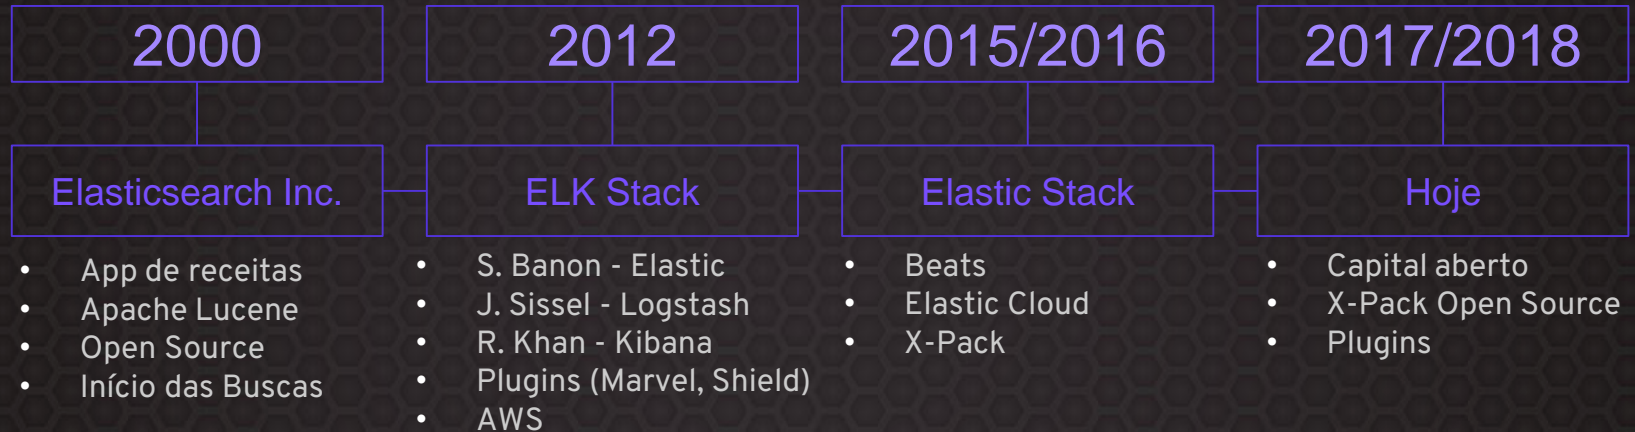 2000
Elasticsearch Inc.
• App de receitas
• Apache Lucene
• Open Source
• Início das Buscas
2012
ELK Stack
• S. Banon - Elastic
• J. Sissel - Logstash
• R. Khan - Kibana
• Plugins (Marvel, Shield)
• AWS
2015/2016
Elastic Stack
• Beats
• Elastic Cloud
• X-Pack
2017/2018
Hoje
• Capital aberto
• X-Pack Open Source
• Plugins